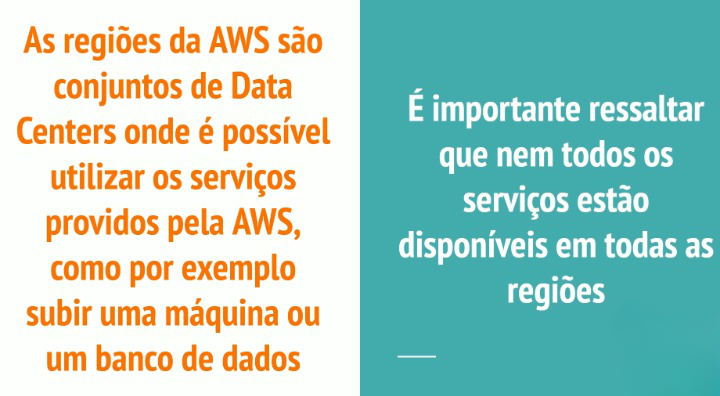 As regiões da AWS são
conjuntos de Data
Centers onde é possível
utilizar os serviços
providos pela AWS,
como por exemplo
subir uma máquina ou
um banco de dados
É importante ressaltar
que nem todos os
serviços estão
disponíveis em todas as
regiões